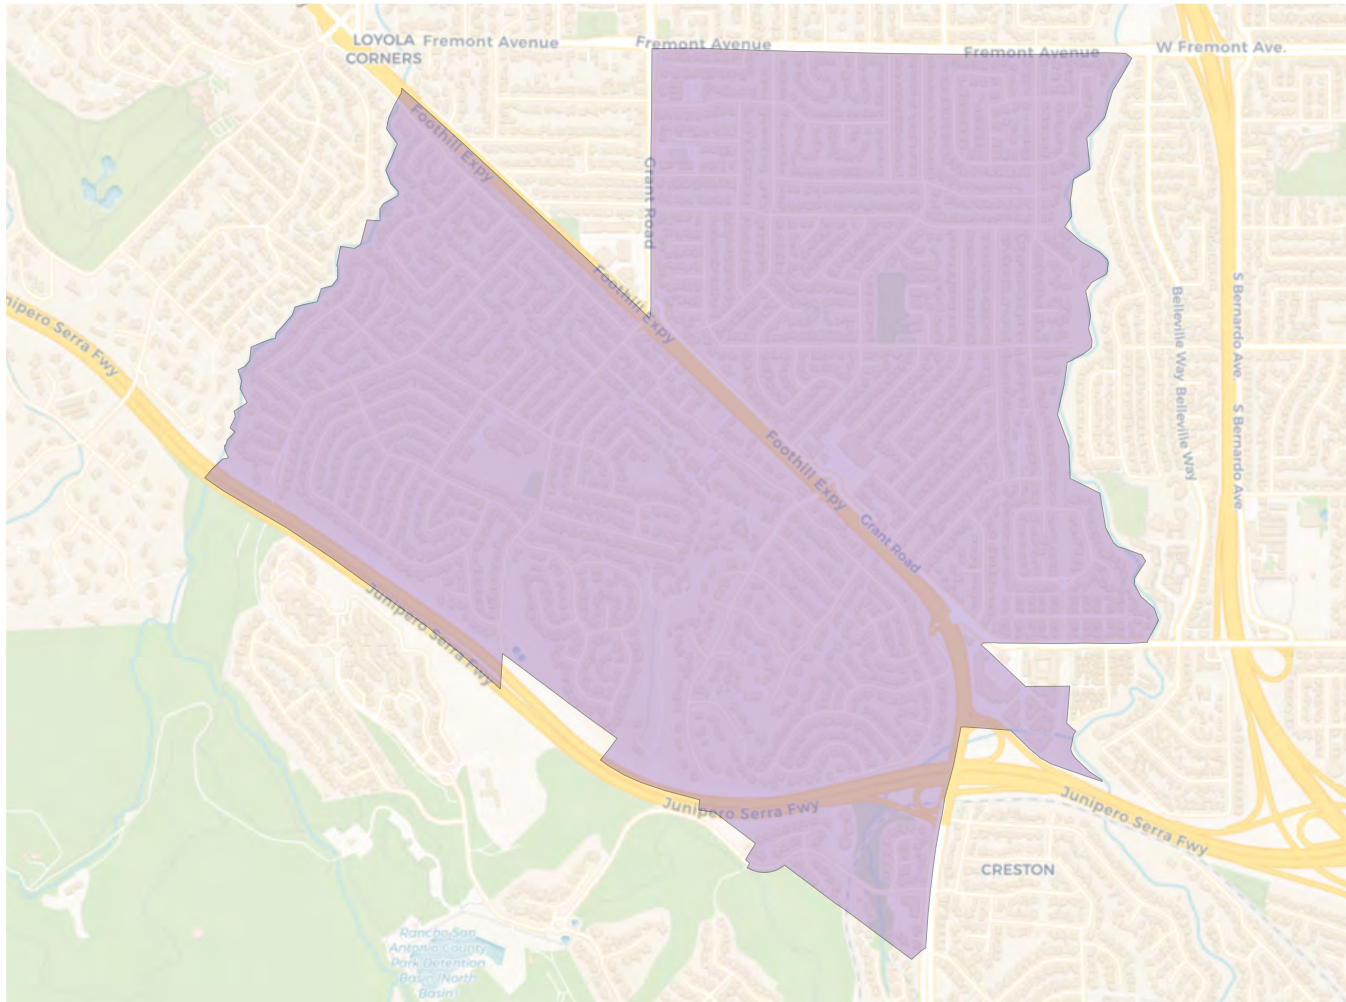 LOYOLA
CORNERS
Fremont Avenue
Fremont Avenue
Fremont Avenue
W Fremont Ave.
Foothill Expy
Grant Road
Foothill Expy
nipero Serra Fwy
Belleville Way
Belleville Way
S Bernardo Ave.
S Bernardo Ave
Foothill Expy
Grant Road
Junipero Serra Fwy
Junipero Serra Fwy
Junipero Serra Fwy
CRESTON
Rancho San
Antonio County
Park Detention
Basin (North
Basin)